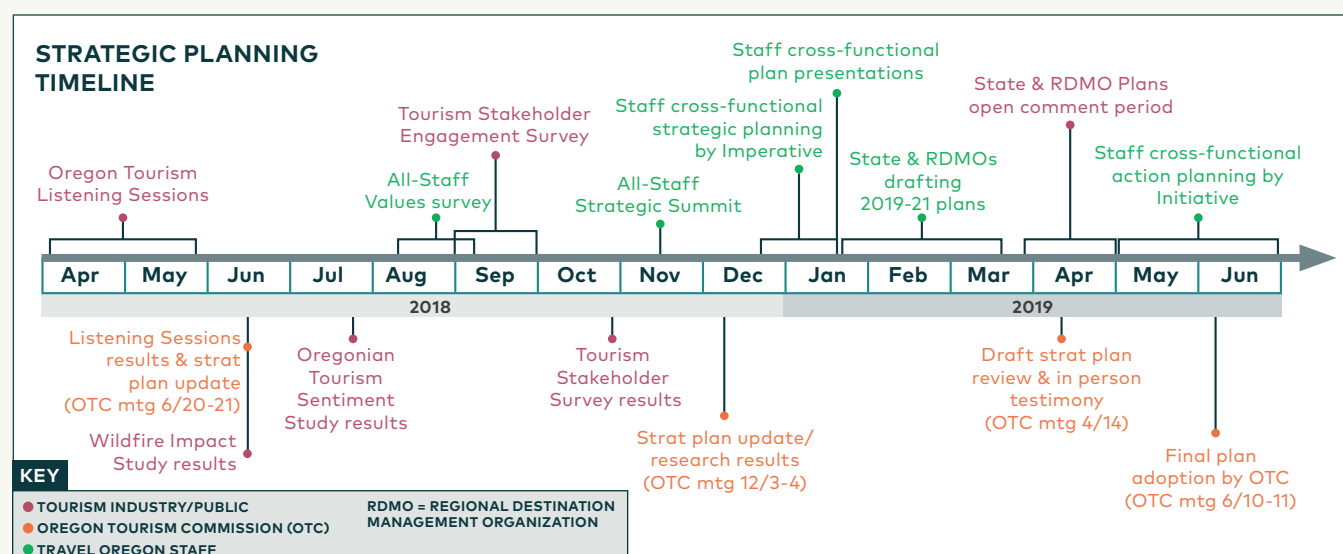 STRATEGIC PLANNING
TIMELINE
Oregon Tourism
Listening Sessions
All-Staff
Values survey
Tourism Stakeholder
Engagement Survey
All-Staff
Strategic Summit
Staff cross-functional
strategic planning
by Imperative
Staff cross-functional
plan presentations
State & RDMOs
drafting
2019-21 plans
State & RDMO Plans
open comment period
Staff cross-functional
action planning by
Initiative
Apr May Jun Jul Aug Sep Oct Nov Dec Jan Feb Mar Apr May Jun
2018 2019
Listening Sessions
results & strat
plan update
(OTC mtg 6/20-21)
Wildfire Impact
Study results
Oregonian
Tourism
Sentiment
Study results
Tourism
Stakeholder
Survey results
Strat plan update/
research results
(OTC mtg 12/3-4)
Draft strat plan
review & in person
testimony
(OTC mtg 4/14)
Final plan
adoption by OTC
(OTC mtg 6/10-11)
KEY
TOURISM INDUSTRY/PUBLIC
OREGON TOURISM COMMISSION (OTC)
TRAVEL OREGON STAFF
RDMO = REGIONAL DESTINATION
MANAGEMENT ORGANIZATION